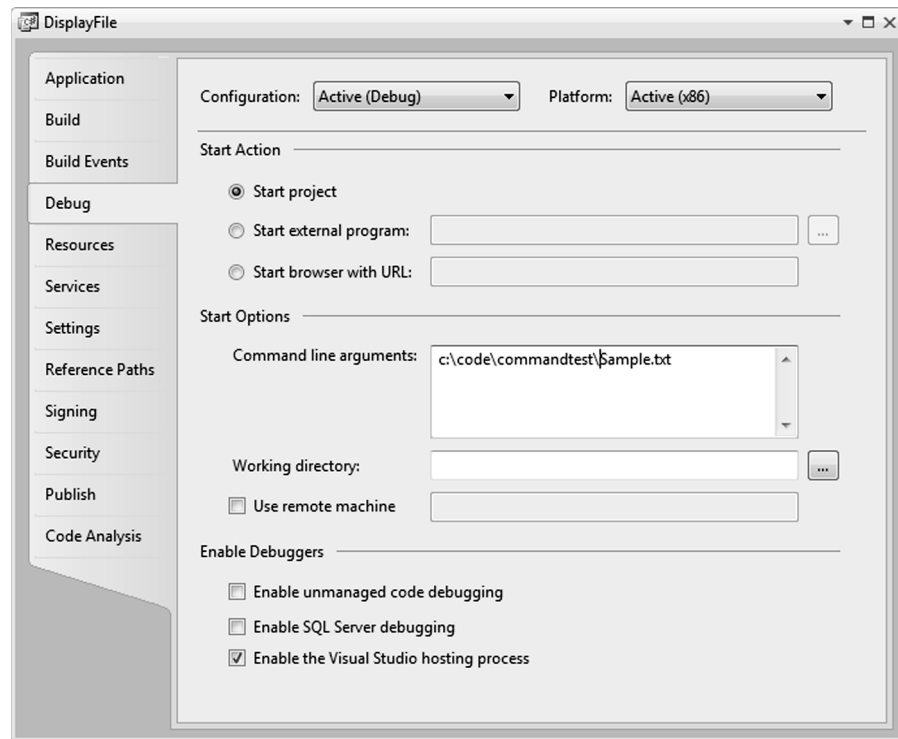 DisplayFile
Application
Build
Build Events
Debug
Resources
Services
Settings
Reference Paths
Signing
Security
Publish
Code Analysis
Configuration: Active (Debug) Platform: Active (x86)
Start Action
Start project
Start external program: ...
Start browser with URL:
Start Options
Command line arguments: c:\code\commandtest\Sample.txt
Working directory: ...
Use remote machine
Enable Debuggers
Enable unmanaged code debugging
Enable SQL Server debugging
Enable the Visual Studio hosting process